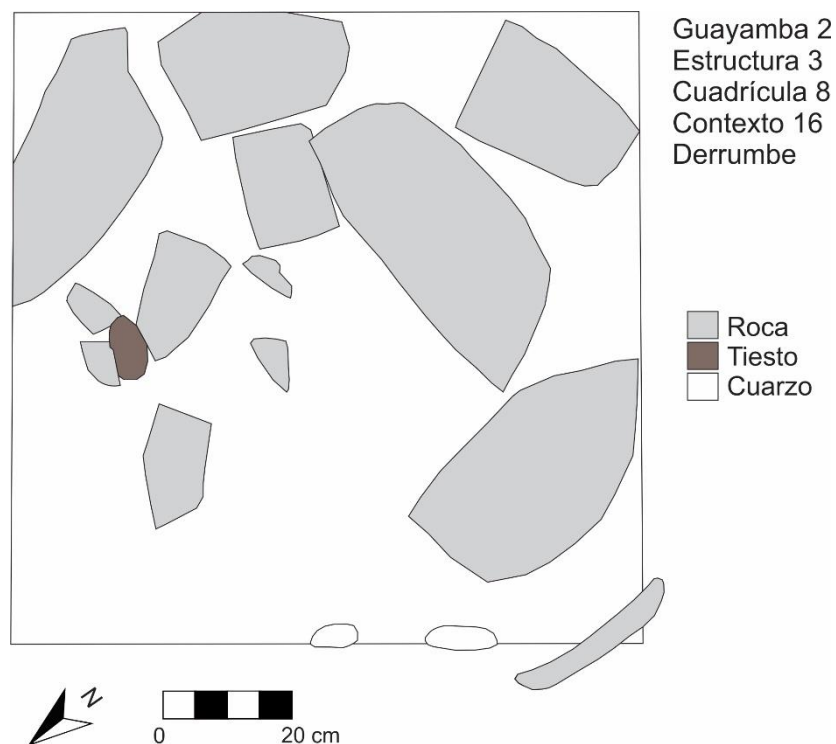 Guayamba 2
Estructura 3
Cuadrícula 8
Contexto 16
Derrumbe
Roca
Tiesto
Cuarzo
N
0 20 cm